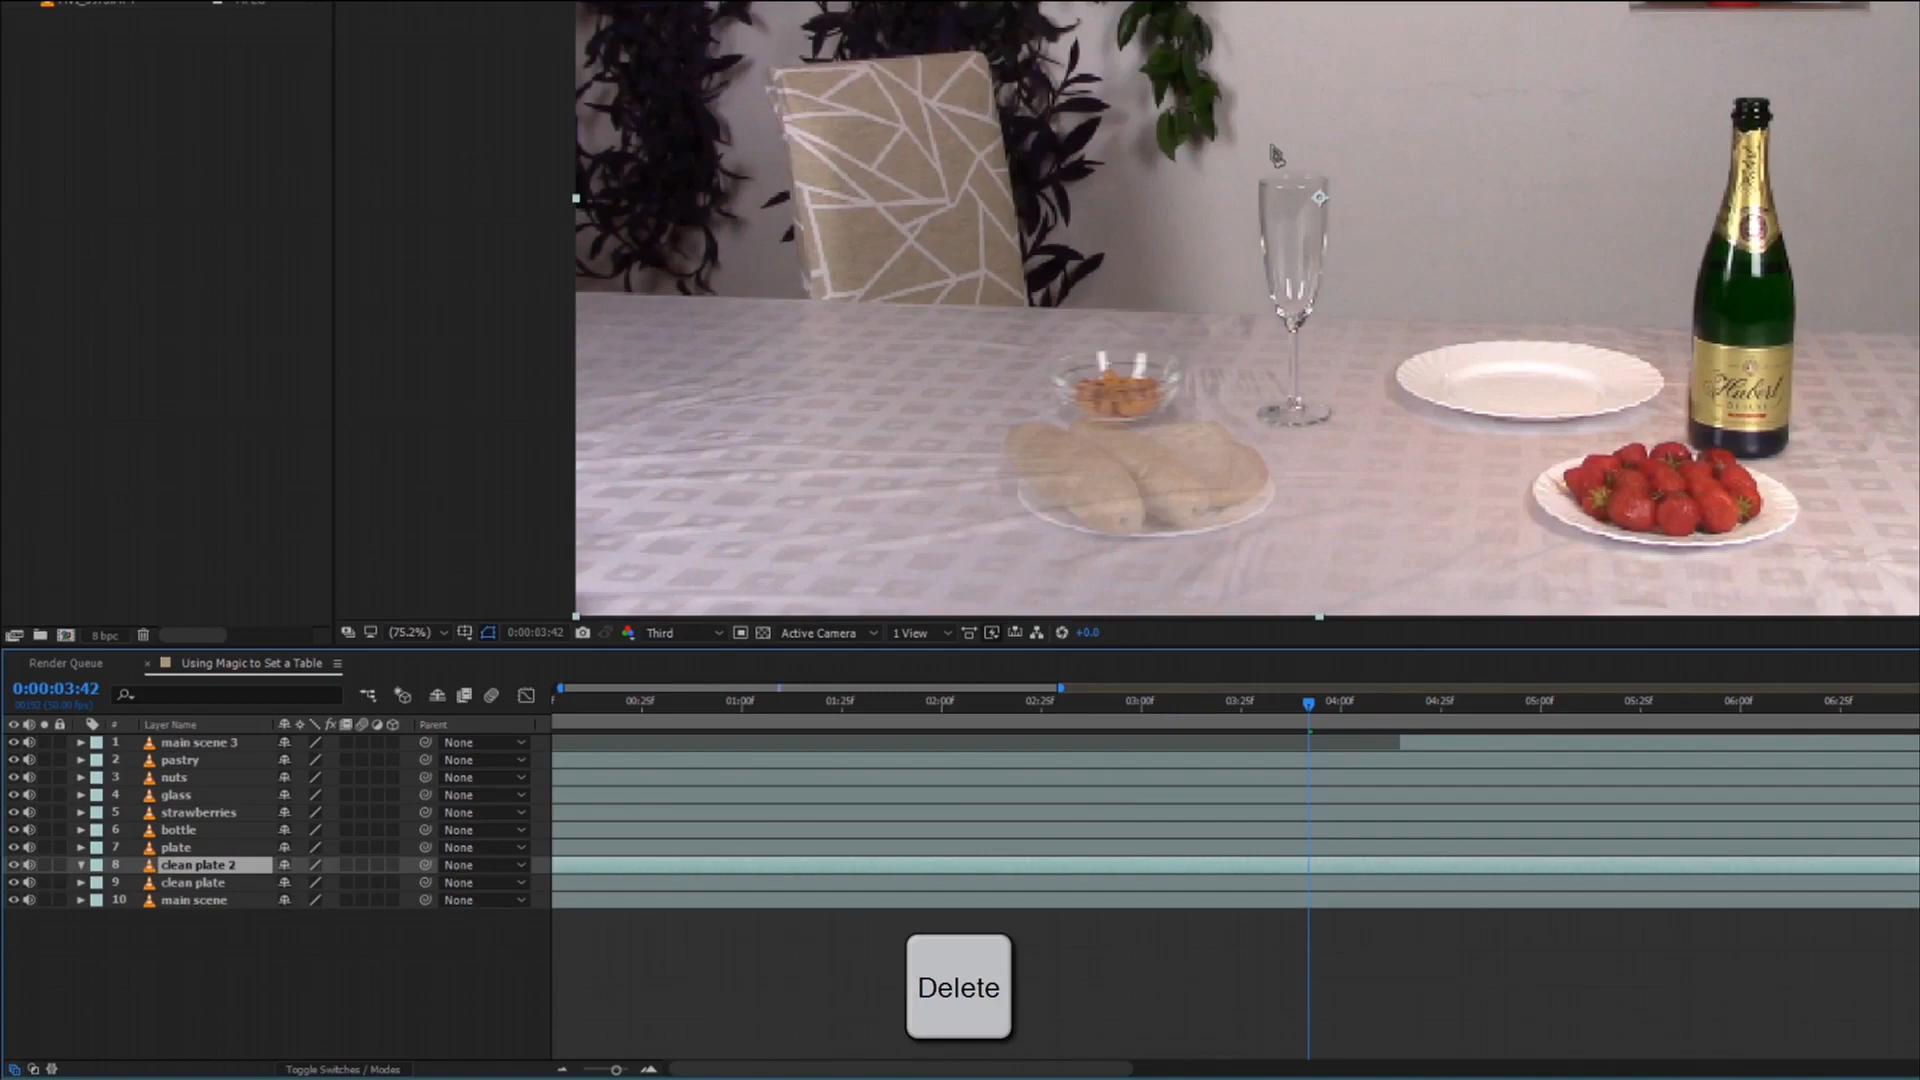 Hubert
8 bpc
(75.2%)
0:00:03:42
Third
Active Camera
1 View
+0.0
Render Queue
× Using Magic to Set a Table
0:00:03:42
00192 (50.00 fps)
00:25f 01:00f 01:25f 02:00f 02:25f 03:00f 03:25f 04:00f 04:25f 05:00f 05:25f 06:00f 06:25f
# Layer Name fx Parent
1 main scene 3 None
2 pastry None
3 nuts None
4 glass None
5 strawberries None
6 bottle None
7 plate None
8 clean plate 2 None
9 clean plate None
10 main scene None
Delete
Toggle Switches / Modes